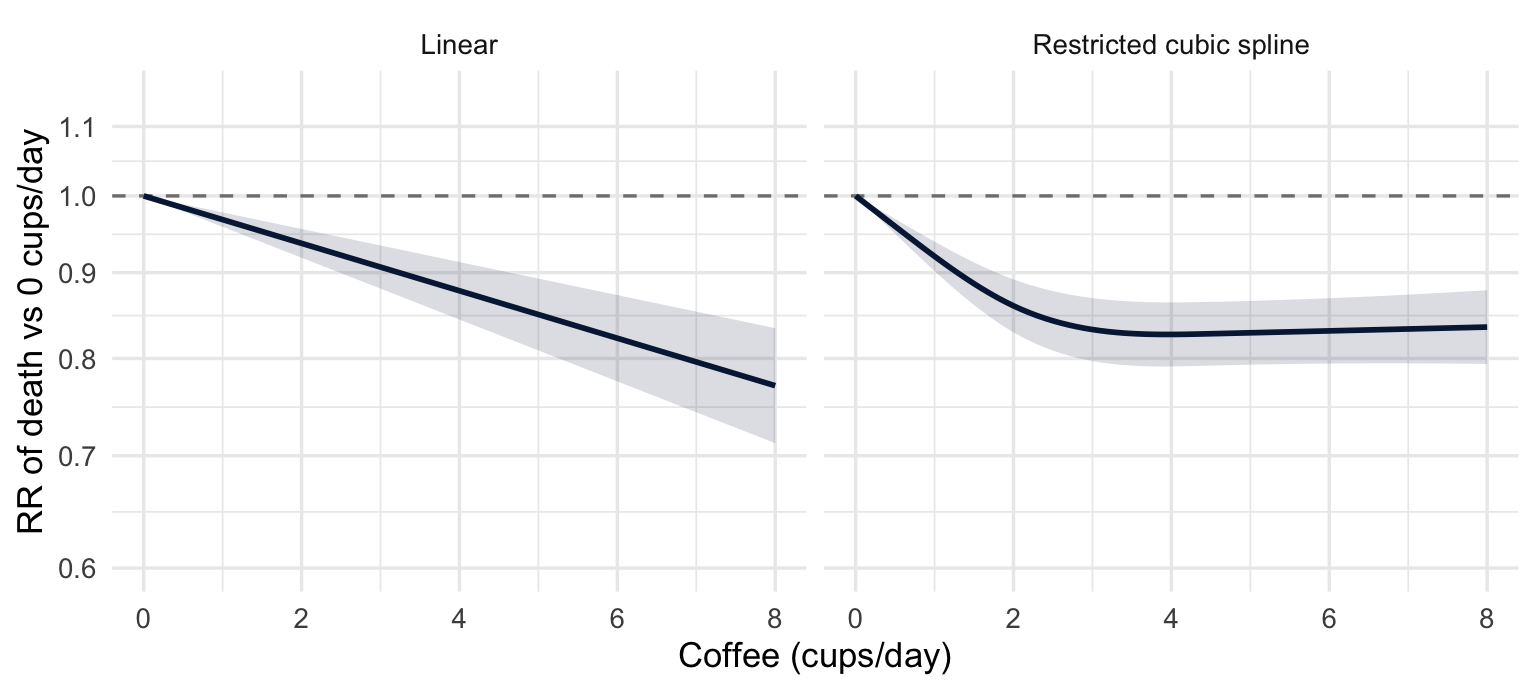 Linear
Restricted cubic spline
RR of death vs 0 cups/day
1.1
1.0
0.9
0.8
0.7
0.6
0 2 4 6 8
0 2 4 6 8
Coffee (cups/day)